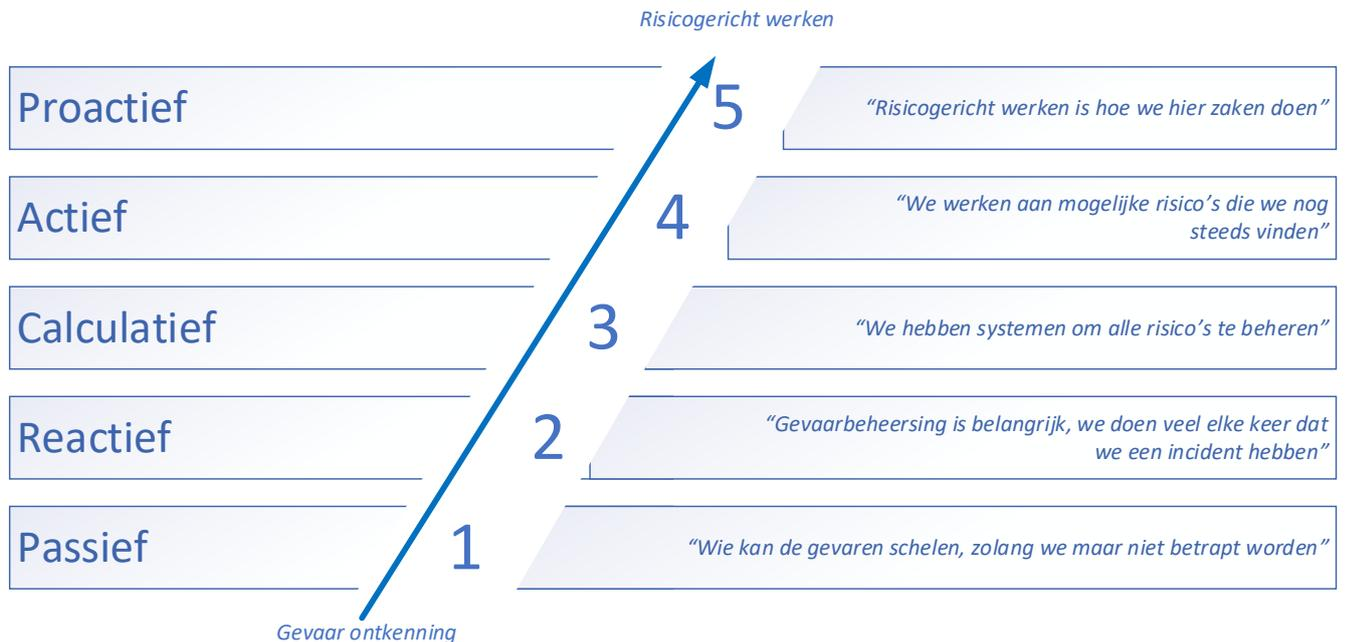 Risicogericht werken
Proactief
5
“Risicogericht werken is hoe we hier zaken doen”
Actief
4
“We werken aan mogelijke risico’s die we nog
steeds vinden”
Calculatief
3
“We hebben systemen om alle risico’s te beheren”
Reactief
2
“Gevaarbeheersing is belangrijk, we doen veel elke keer dat
we een incident hebben”
Passief
1
“Wie kan de gevaren schelen, zolang we maar niet betrapt worden”
Gevaar ontkenning